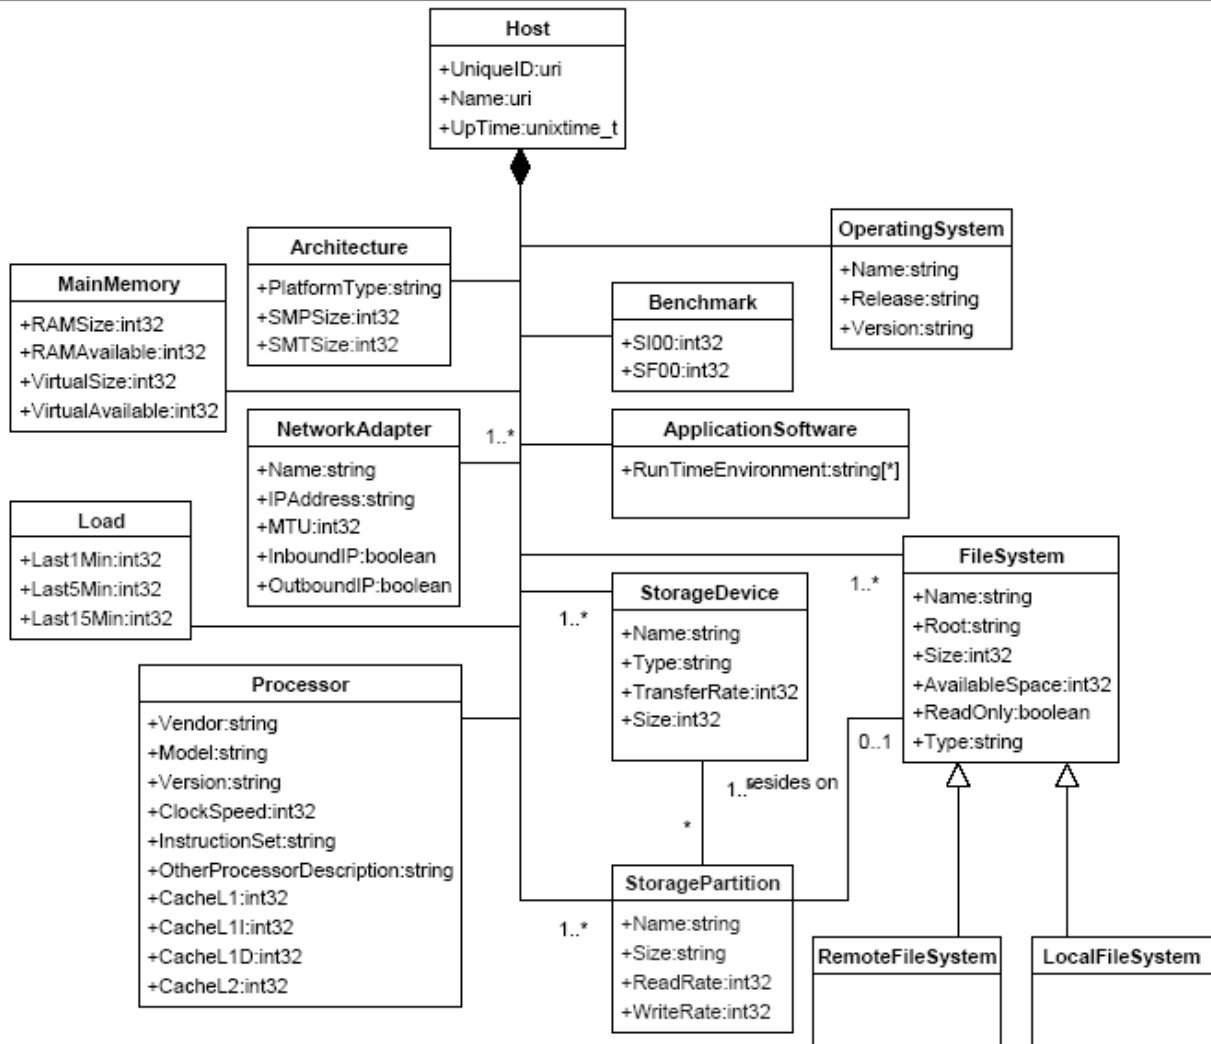 Host
+UniqueID:uri
+Name:uri
+UpTime:unixtime_t
OperatingSystem
+Name:string
+Release:string
+Version:string
Architecture
+PlatformType:string
+SMPSize:int32
+SMTSize:int32
MainMemory
+RAMSize:int32
+RAMAvailable:int32
+VirtualSize:int32
+VirtualAvailable:int32
Benchmark
+SI00:int32
+SF00:int32
NetworkAdapter
+Name:string
+IPAddress:string
+MTU:int32
+InboundIP:boolean
+OutboundIP:boolean
1..*
ApplicationSoftware
+RunTimeEnvironment:string[*]
Load
+Last1Min:int32
+Last5Min:int32
+Last15Min:int32
FileSystem
+Name:string
+Root:string
+Size:int32
+AvailableSpace:int32
+ReadOnly:boolean
+Type:string
1..*
StorageDevice
+Name:string
+Type:string
+TransferRate:int32
+Size:int32
1..*
Processor
+Vendor:string
+Model:string
+Version:string
+ClockSpeed:int32
+InstructionSet:string
+OtherProcessorDescription:string
+CacheL1:int32
+CacheL1I:int32
+CacheL1D:int32
+CacheL2:int32
0..1
1..*
resides on
*
StoragePartition
+Name:string
+Size:string
+ReadRate:int32
+WriteRate:int32
1..*
RemoteFileSystem
LocalFileSystem